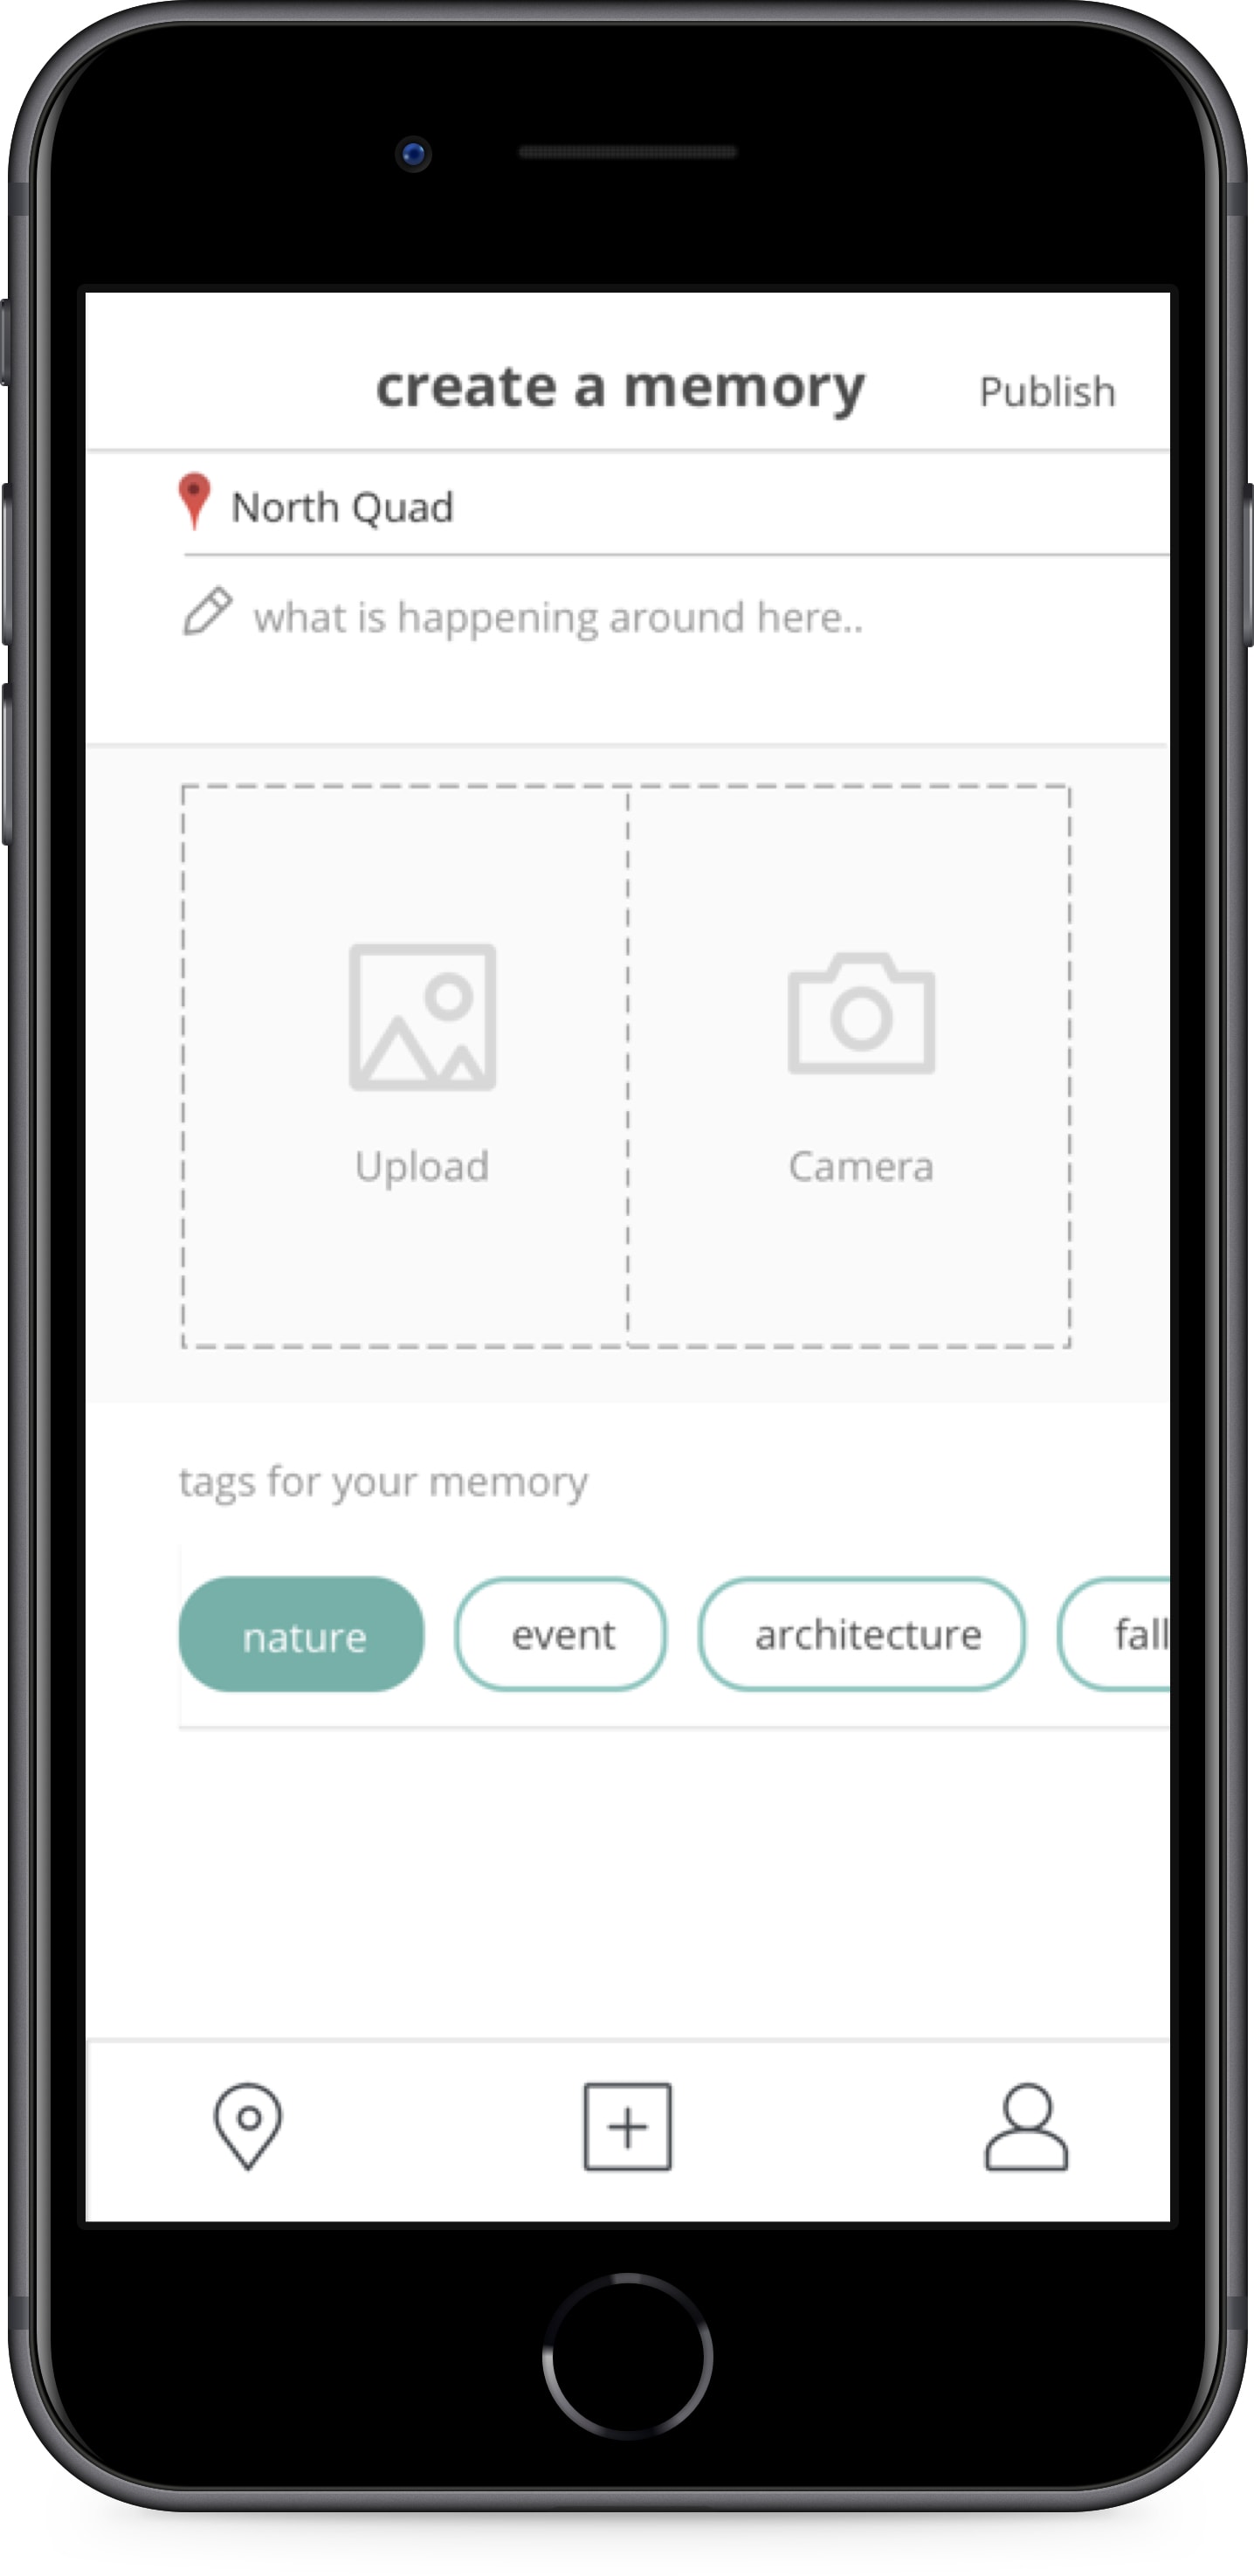 create a memory Publish
North Quad
what is happening around here..
Upload Camera
tags for your memory
nature event architecture fall